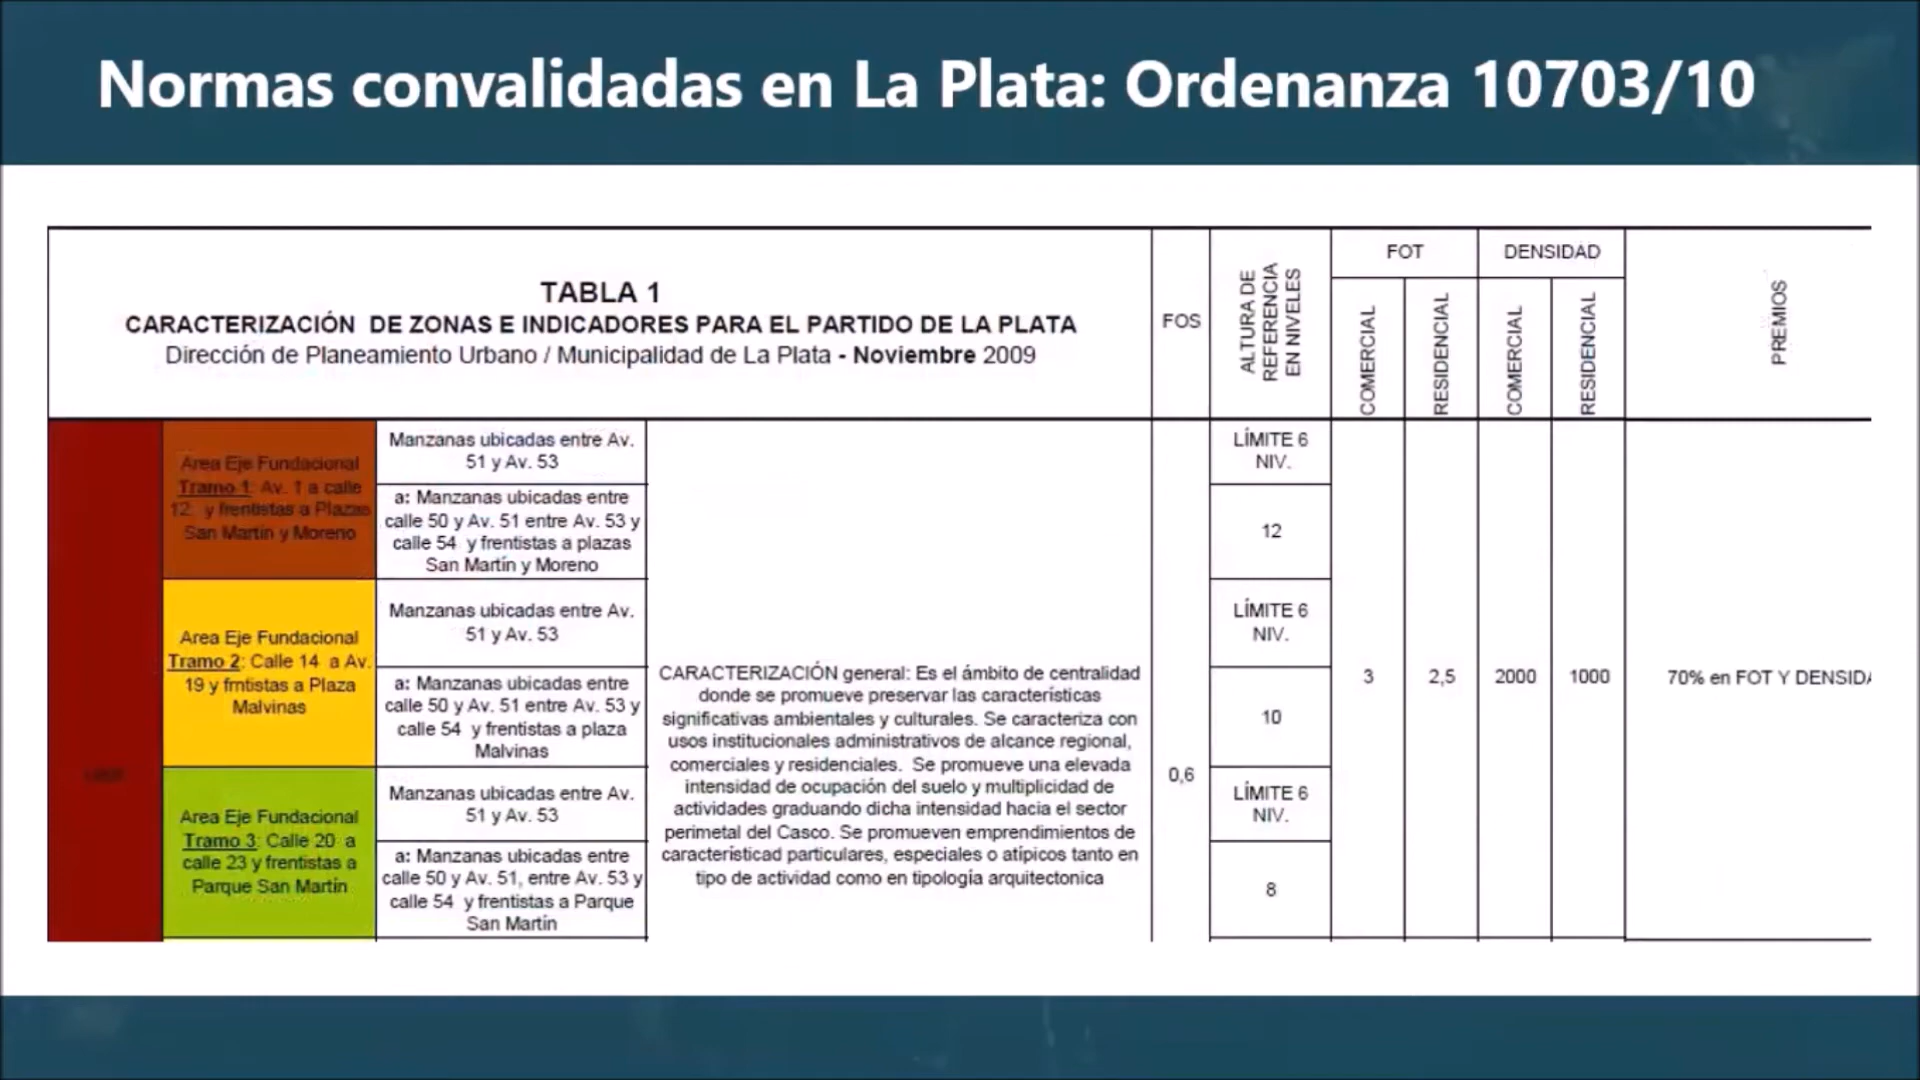 Normas convalidadas en La Plata: Ordenanza 10703/10
TABLA 1
CARACTERIZACIÓN DE ZONAS E INDICADORES PARA EL PARTIDO DE LA PLATA
Dirección de Planeamiento Urbano / Municipalidad de La Plata - Noviembre 2009
FOS
ALTURA DE
REFERENCIA
EN NIVELES
FOT
COMERCIAL
RESIDENCIAL
DENSIDAD
COMERCIAL
RESIDENCIAL
PREMIOS
Area Eje Fundacional
Tramo 1: Av. 1 a calle
12; y frentistas a Plazas
San Martín y Moreno
Manzanas ubicadas entre Av.
51 y Av. 53
LÍMITE 6
NIV.
a: Manzanas ubicadas entre
calle 50 y Av. 51 entre Av. 53 y
calle 54 y frentistas a plazas
San Martín y Moreno
12
Area Eje Fundacional
Tramo 2: Calle 14 a Av.
19 y frntistas a Plaza
Malvinas
Manzanas ubicadas entre Av.
51 y Av. 53
LÍMITE 6
NIV.
a: Manzanas ubicadas entre
calle 50 y Av. 51 entre Av. 53 y
calle 54 y frentistas a plaza
Malvinas
10
Area Eje Fundacional
Tramo 3: Calle 20 a
calle 23 y frentistas a
Parque San Martín
Manzanas ubicadas entre Av.
51 y Av. 53
LÍMITE 6
NIV.
a: Manzanas ubicadas entre
calle 50 y Av. 51, entre Av. 53 y
calle 54 y frentistas a Parque
San Martín
8
CARACTERIZACIÓN general: Es el ámbito de centralidad
donde se promueve preservar las características
significativas ambientales y culturales. Se caracteriza con
usos institucionales administrativos de alcance regional,
comerciales y residenciales. Se promueve una elevada
intensidad de ocupación del suelo y multiplicidad de
actividades graduando dicha intensidad hacia el sector
perimetal del Casco. Se promueven emprendimientos de
característicad particulares, especiales o atípicos tanto en
tipo de actividad como en tipología arquitectonica
0,6
3
2,5
2000
1000
70% en FOT Y DENSIDA